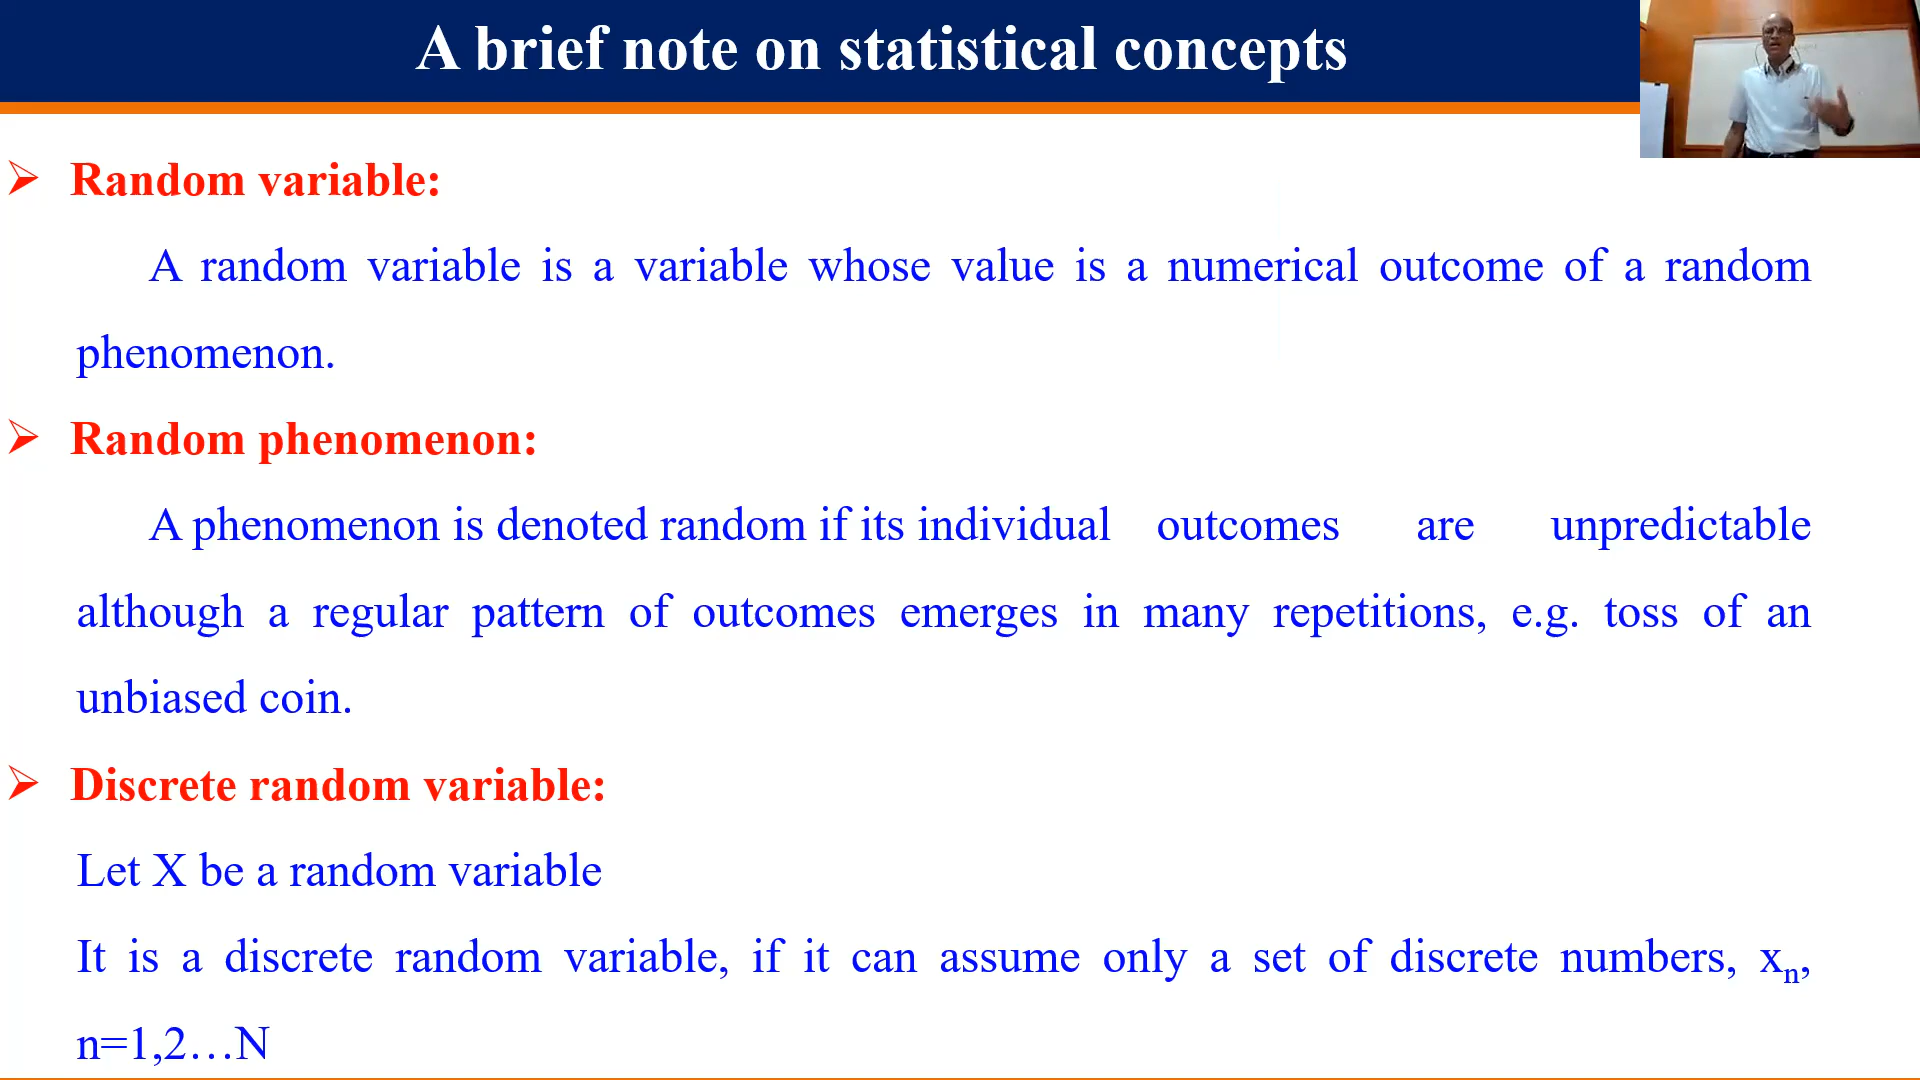 A brief note on statistical concepts
➢ Random variable:
A random variable is a variable whose value is a numerical outcome of a random
phenomenon.
➢ Random phenomenon:
A phenomenon is denoted random if its individual outcomes are unpredictable
although a regular pattern of outcomes emerges in many repetitions, e.g. toss of an
unbiased coin.
➢ Discrete random variable:
Let X be a random variable
It is a discrete random variable, if it can assume only a set of discrete numbers, xₙ,
n=1,2…N